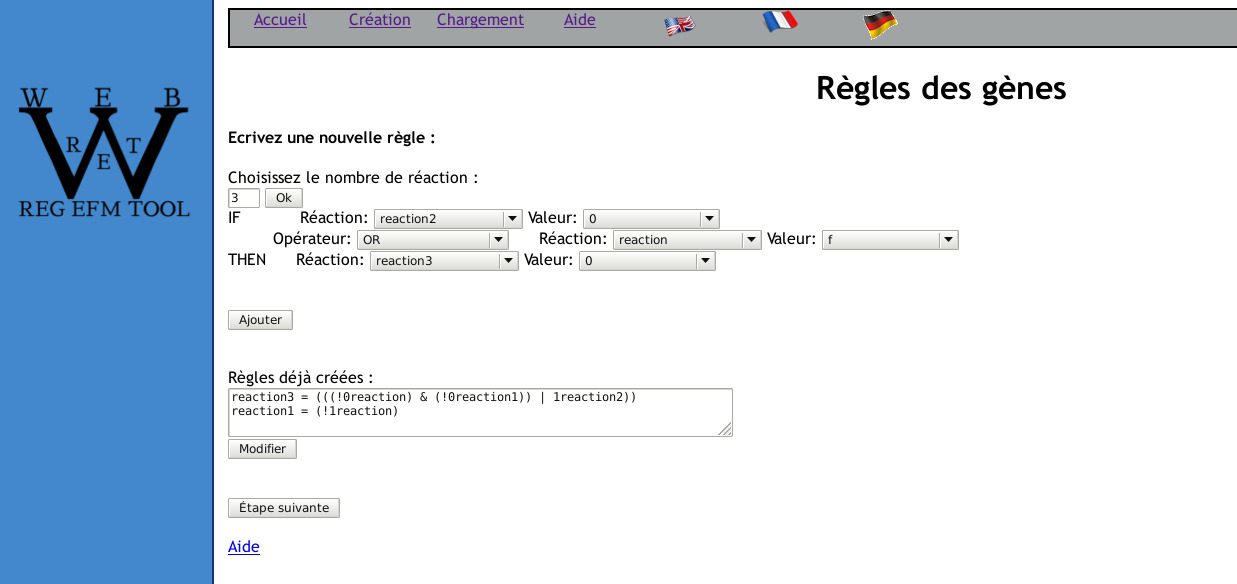 Accueil Création Chargement Aide
W E B
R E T
REG EFM TOOL
Règles des gènes
Ecrivez une nouvelle règle :
Choisissez le nombre de réaction :
3 Ok
IF Réaction: reaction2 Valeur: 0
Opérateur: OR Réaction: reaction Valeur: f
THEN Réaction: reaction3 Valeur: 0
Ajouter
Règles déjà créées :
reaction3 = (((!0reaction) & (!0reaction1)) | 1reaction2))
reaction1 = (!1reaction)
Modifier
Étape suivante
Aide